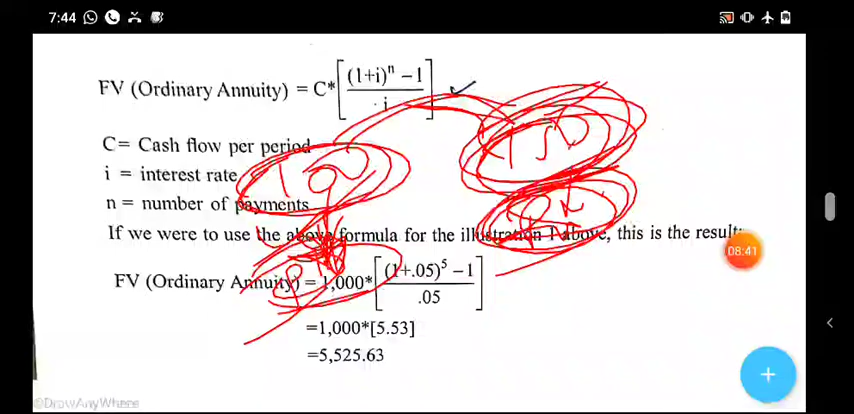 7:44
FV (Ordinary Annuity) = C*[ (1+i)ⁿ −1 / i ]
C= Cash flow per period
i = interest rate
n = number of payments
If we were to use the above formula for the illustration 1 above, this is the result:
08:41
FV (Ordinary Annuity) = 1,000*[ (1+.05)⁵ −1 / .05 ]
=1,000*[5.53]
=5,525.63
+
@DrawAnyWhere